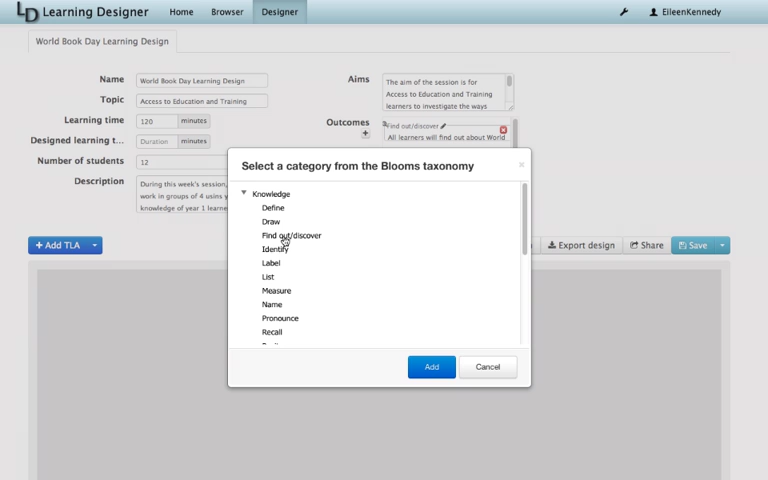 LD Learning Designer Home Browser Designer EileenKennedy
World Book Day Learning Design
Name World Book Day Learning Design
Topic Access to Education and Training
Learning time 120 minutes
Designed learning t... Duration minutes
Number of students 12
Description During this week's session,
work in groups of 4 using y
knowledge of year 1 learne
Aims The aim of the session is for
Access to Education and Training
learners to investigate the ways
Outcomes Find out/discover
+ All learners will find out about World
Select a category from the Blooms taxonomy ×
Knowledge
Define
Draw
Find out/discover
Identify
Label
List
Measure
Name
Pronounce
Recall
Add Cancel
+ Add TLA Export design Share Save